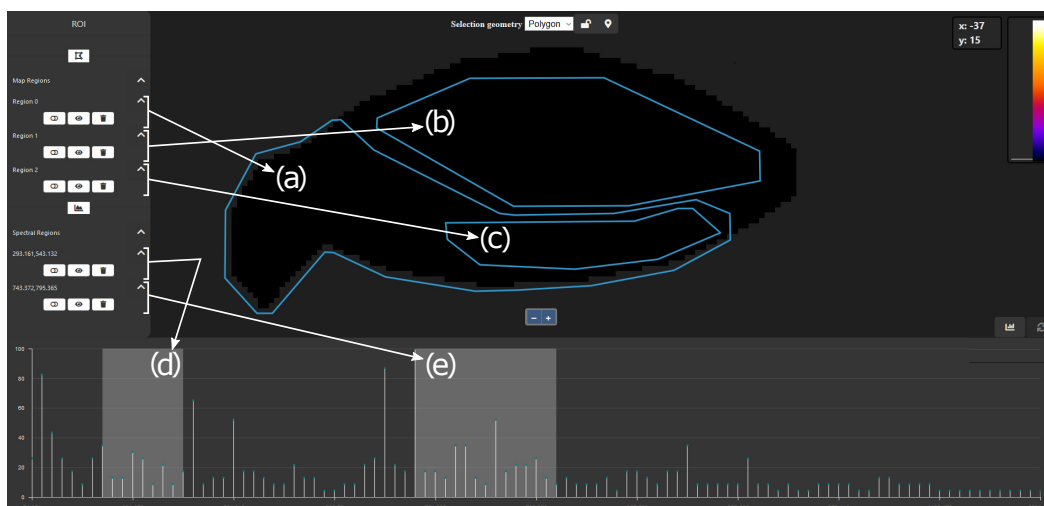 ROI
Selection geometry Polygon
x: -37
y: 15
Map Regions
Region 0
Region 1
Region 2
(a)
(b)
(c)
Spectral Regions
293.161,543.132
743.372,795.365
(d)
(e)
100
80
60
40
20
0